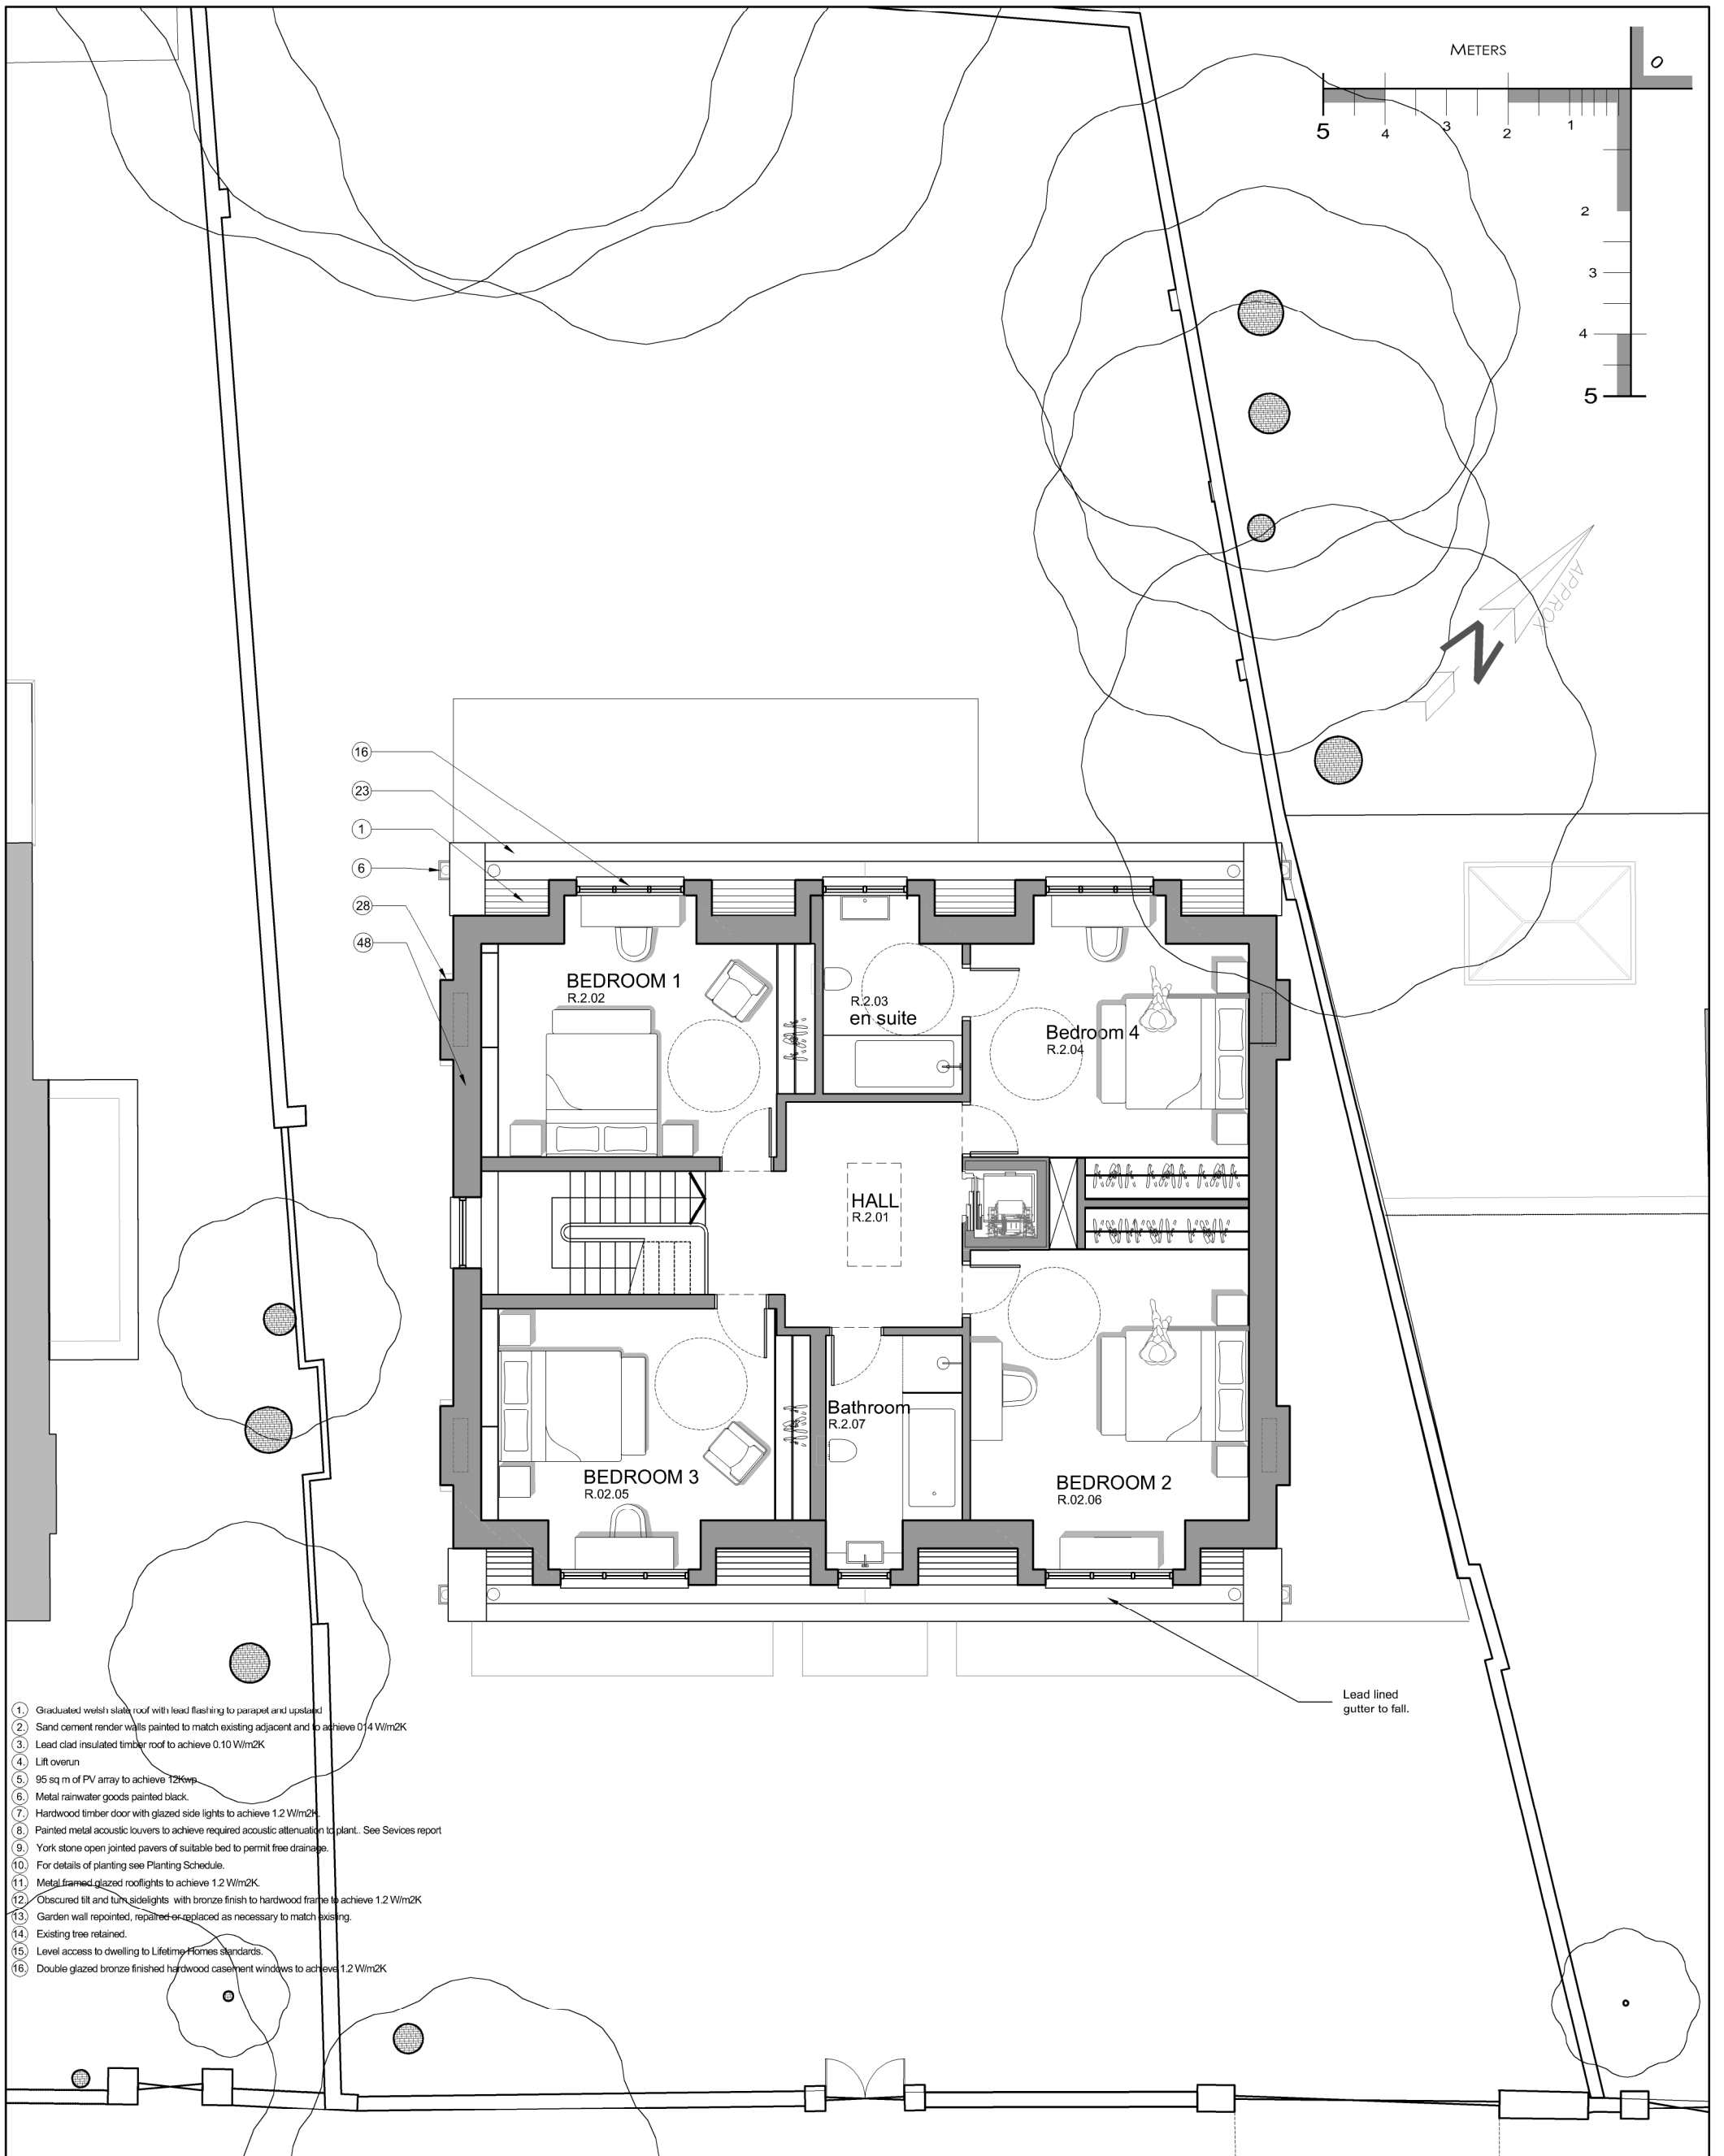 METERS
0
5
4
3
2
1
2
3
4
5
APPROX
N
16
23
1
6
28
48
BEDROOM 1
R.2.02
R.2.03
en suite
Bedroom 4
R.2.04
HALL
R.2.01
Bathroom
R.2.07
BEDROOM 3
R.02.05
BEDROOM 2
R.02.06
Lead lined
gutter to fall.
1. Graduated welsh slate roof with lead flashing to parapet and upstand
2. Sand cement render walls painted to match existing adjacent and to achieve 014 W/m2K
3. Lead clad insulated timber roof to achieve 0.10 W/m2K
4. Lift overun
5. 95 sq m of PV array to achieve 12Kwp
6. Metal rainwater goods painted black.
7. Hardwood timber door with glazed side lights to achieve 1.2 W/m2K.
8. Painted metal acoustic louvers to achieve required acoustic attenuation to plant.. See Sevices report
9. York stone open jointed pavers of suitable bed to permit free drainage.
10. For details of planting see Planting Schedule.
11. Metal framed glazed rooflights to achieve 1.2 W/m2K.
12. Obscured tilt and turn sidelights with bronze finish to hardwood frame to achieve 1.2 W/m2K
13. Garden wall repointed, repaired or replaced as necessary to match existing.
14. Existing tree retained.
15. Level access to dwelling to Lifetime Homes standards.
16. Double glazed bronze finished hardwood casement windows to achieve 1.2 W/m2K